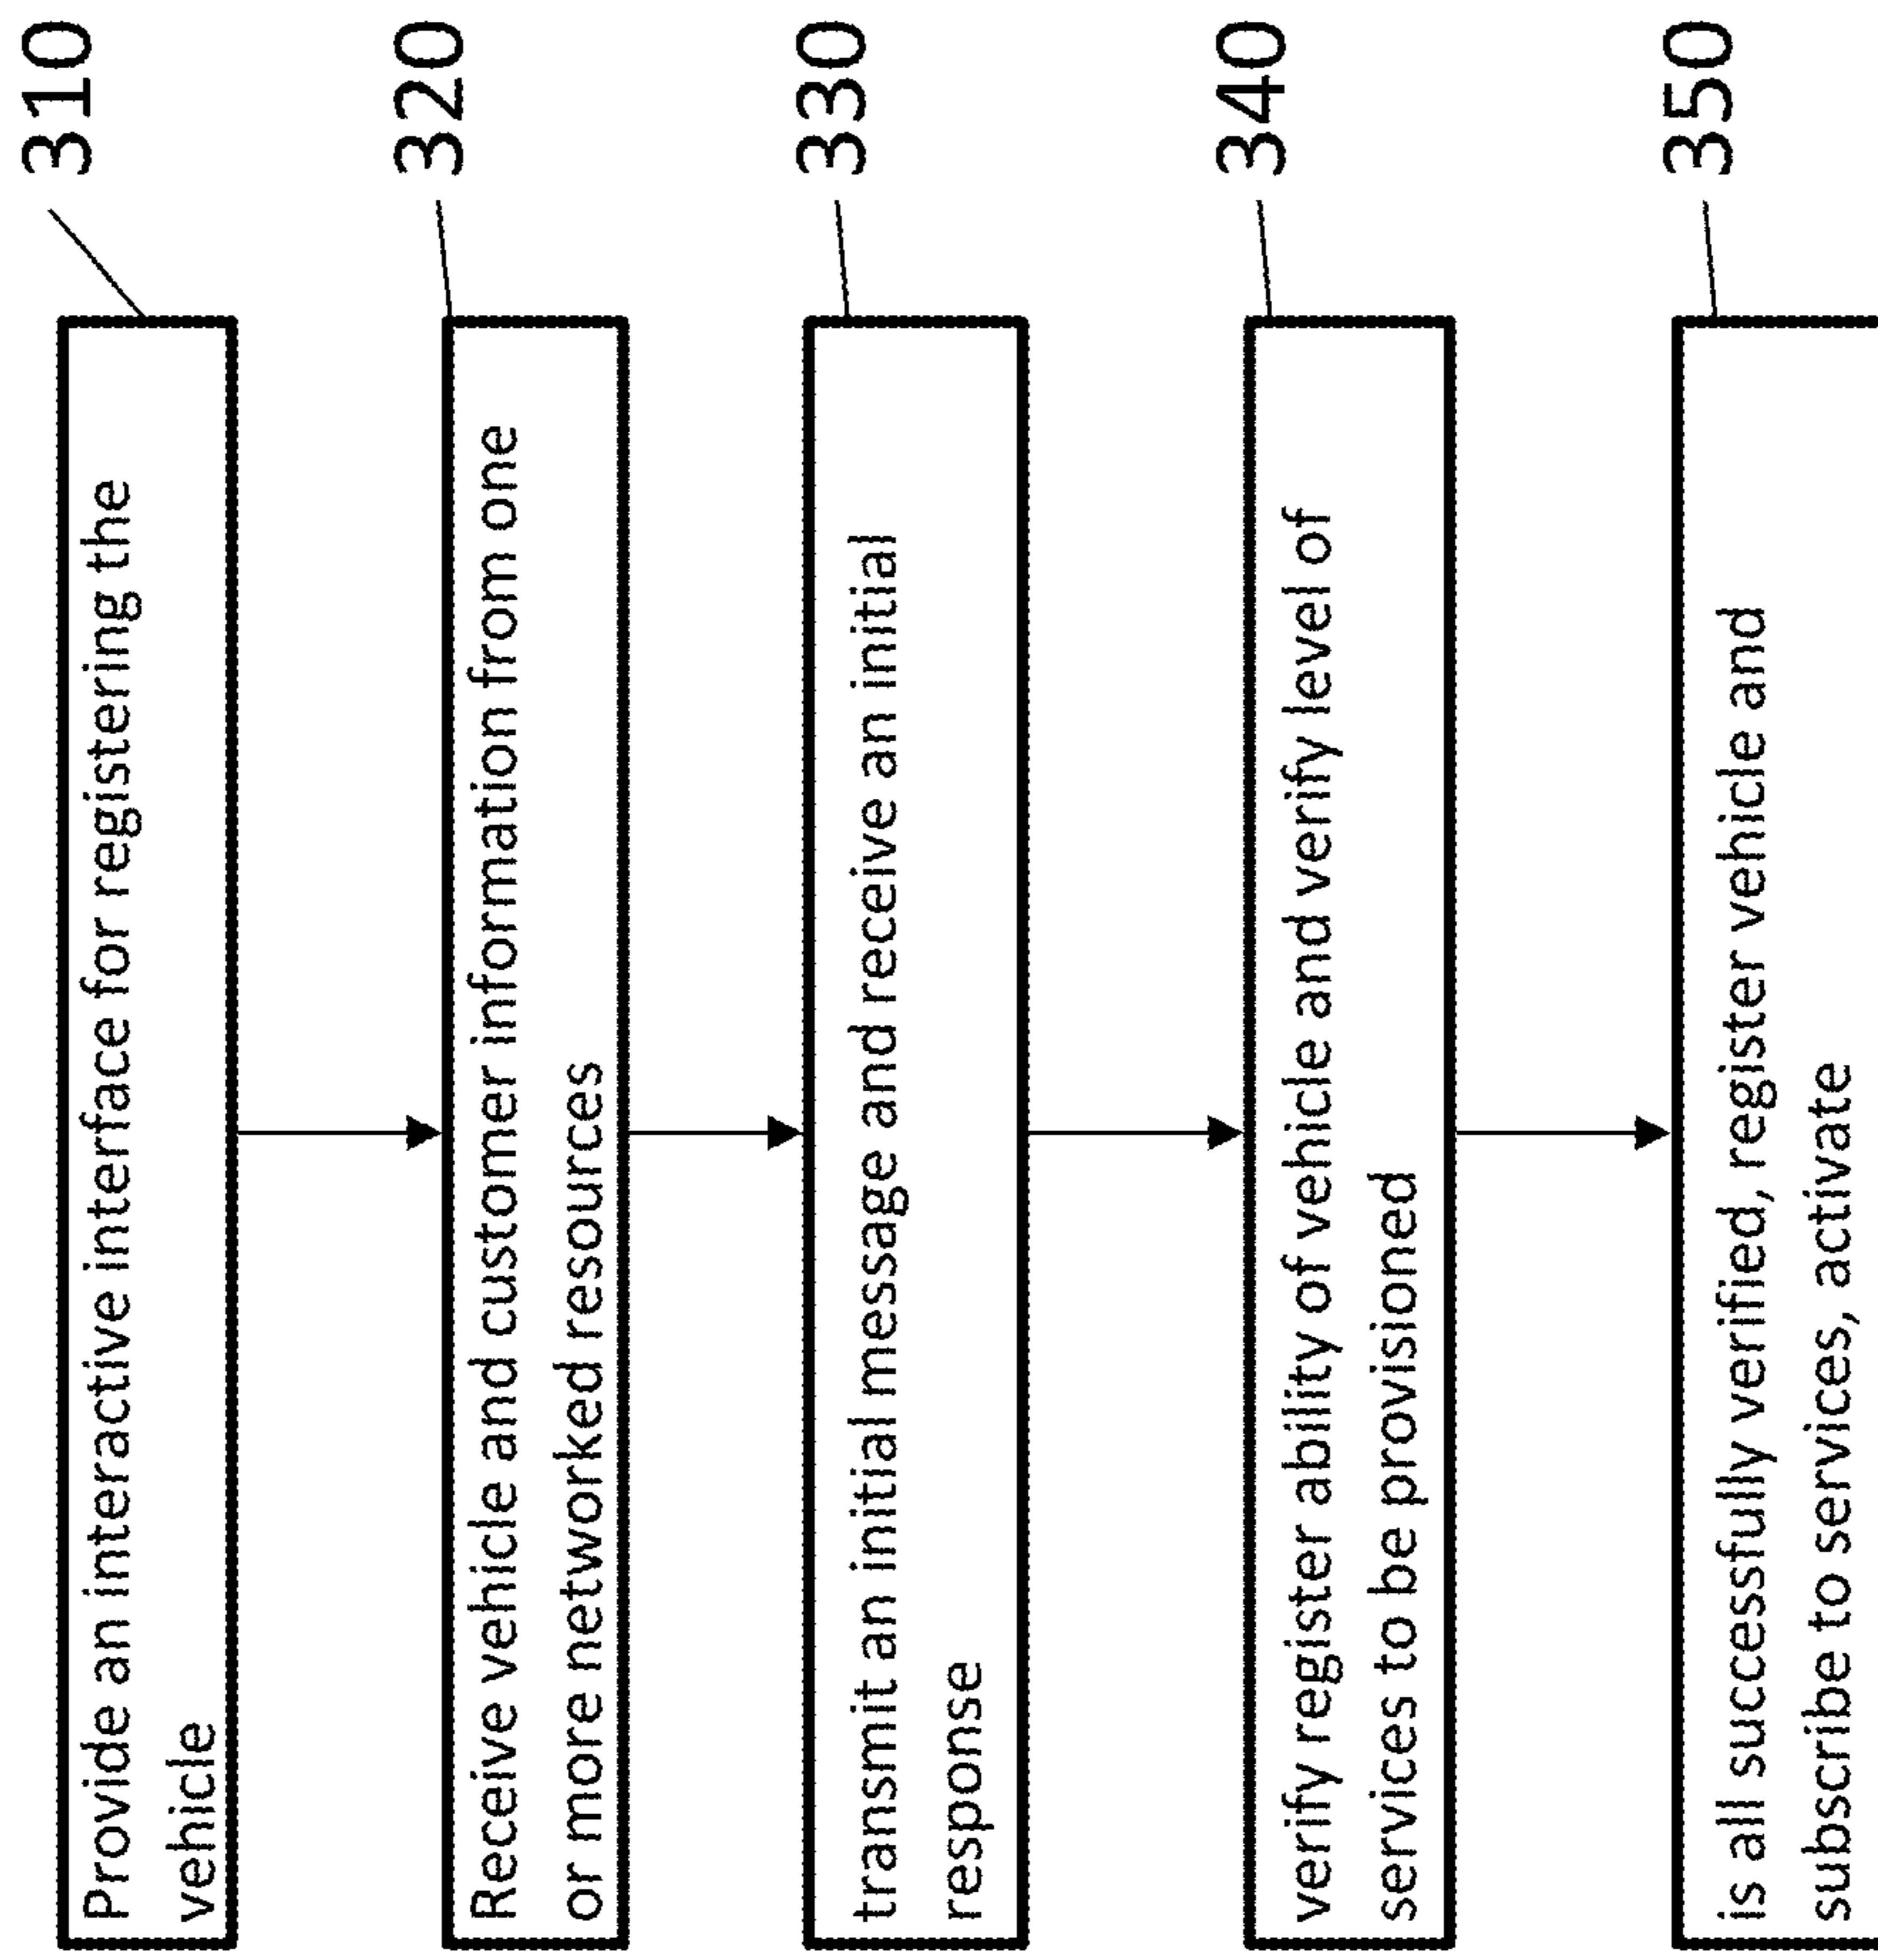 310
Provide an interactive interface for registering the
vehicle
320
Receive vehicle and customer information from one
or more networked resources
330
transmit an initial message and receive an initial
response
340
verify register ability of vehicle and verify level of
services to be provisioned
350
is all successfully verified, register vehicle and
subscribe to services, activate